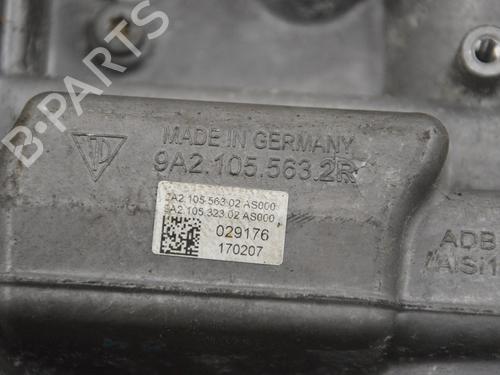 B-Parts
MADE IN GERMANY
9A2.105.563.2R
9A2.105 563.02 AS000
9A2.105.323.02 AS000
029176
170207
ADB